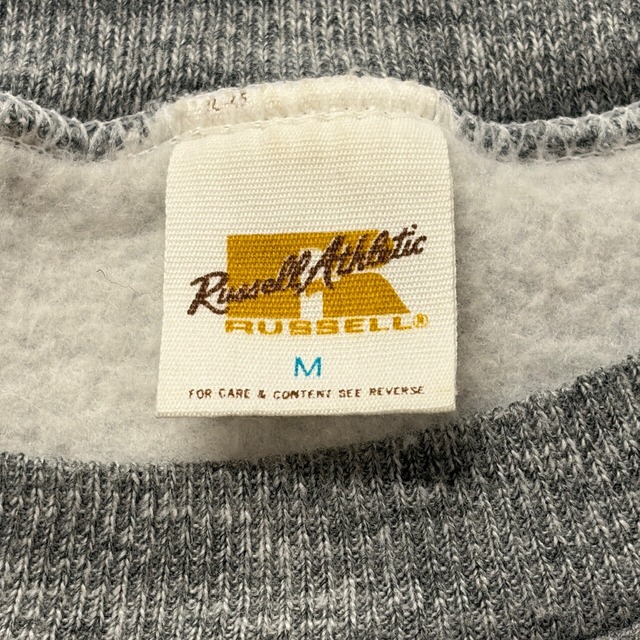 Russell Athletic
RUSSELL®
M
FOR CARE & CONTENT SEE REVERSE